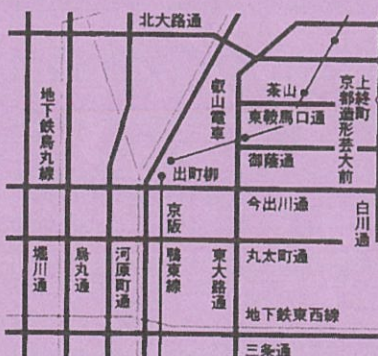 北大路通
叡山電車
茶山
上終町
京都造形芸大前
地下鉄烏丸線
東鞍馬口通
御蔭通
出町柳
今出川通
白川通
京阪
鴨東線
堀川通
烏丸通
河原町通
東大路通
丸太町通
地下鉄東西線
三条通